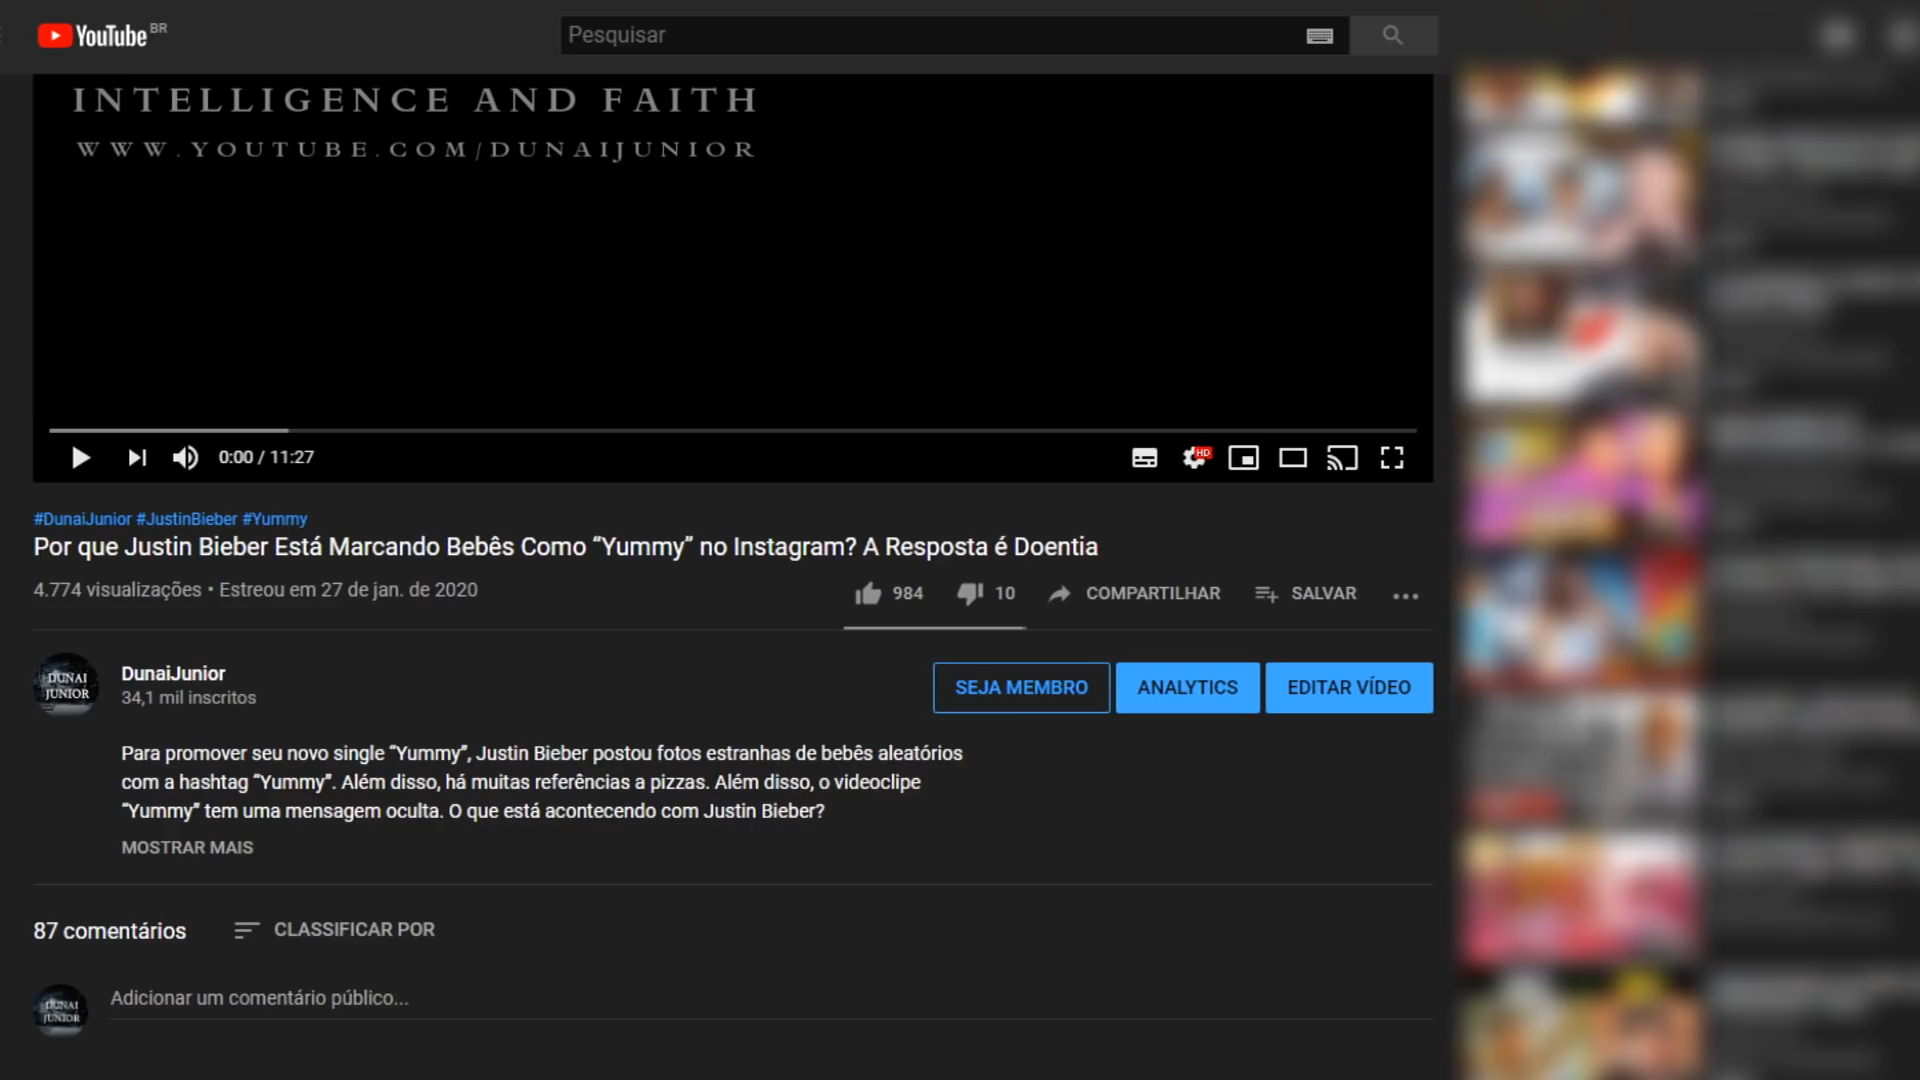 YouTube BR
Pesquisar
INTELLIGENCE AND FAITH
WWW.YOUTUBE.COM/DUNAIJUNIOR
0:00 / 11:27
HD
#DunaiJunior #JustinBieber #Yummy
Por que Justin Bieber Está Marcando Bebês Como “Yummy” no Instagram? A Resposta é Doentia
4.774 visualizações • Estreou em 27 de jan. de 2020
984
10
COMPARTILHAR
SALVAR
DUNAI
JUNIOR
DunaiJunior
34,1 mil inscritos
SEJA MEMBRO
ANALYTICS
EDITAR VÍDEO
Para promover seu novo single “Yummy”, Justin Bieber postou fotos estranhas de bebês aleatórios
com a hashtag “Yummy”. Além disso, há muitas referências a pizzas. Além disso, o videoclipe
“Yummy” tem uma mensagem oculta. O que está acontecendo com Justin Bieber?
MOSTRAR MAIS
87 comentários
CLASSIFICAR POR
DUNAI
JUNIOR
Adicionar um comentário público...